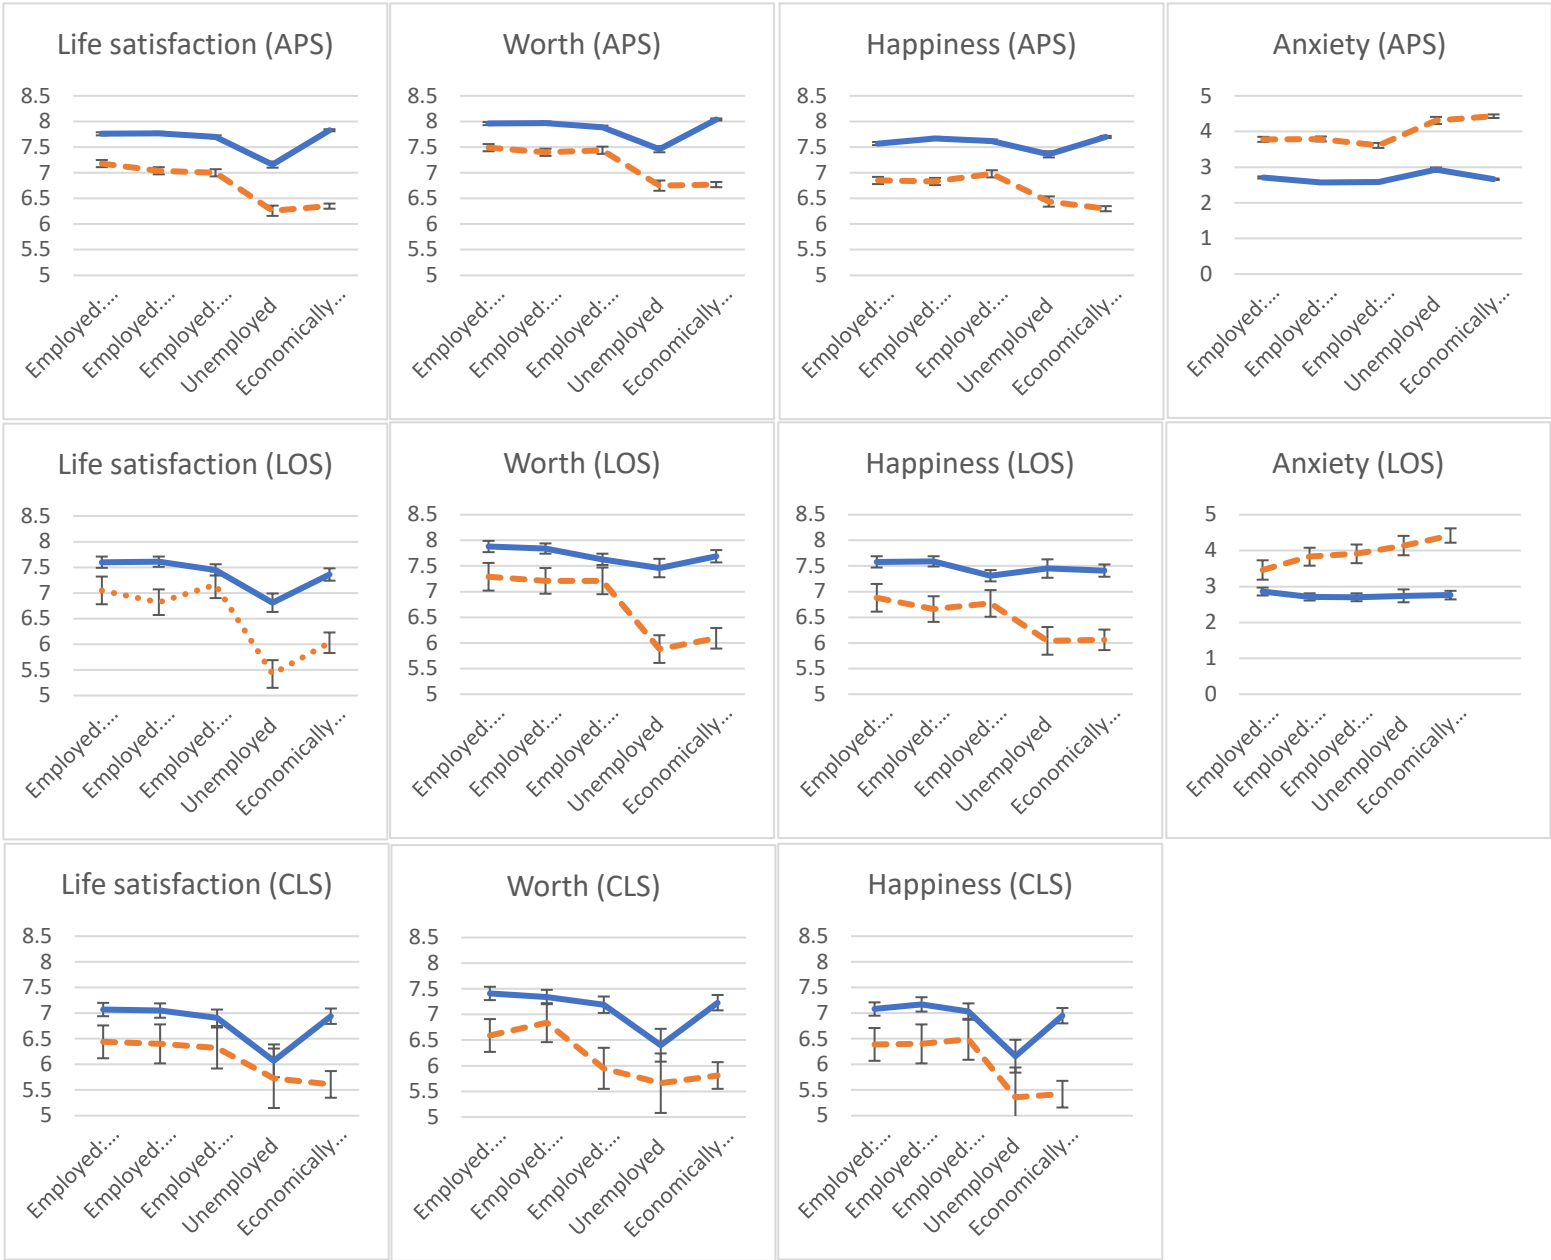 Life satisfaction (APS)
8.5
8
7.5
7
6.5
6
5.5
5
Employed:...
Employed:...
Employed:...
Unemployed
Economically...
Worth (APS)
8.5
8
7.5
7
6.5
6
5.5
5
Employed:...
Employed:...
Employed:...
Unemployed
Economically...
Happiness (APS)
8.5
8
7.5
7
6.5
6
5.5
5
Employed:...
Employed:...
Employed:...
Unemployed
Economically...
Anxiety (APS)
5
4
3
2
1
0
Employed:...
Employed:...
Employed:...
Unemployed
Economically...
Life satisfaction (LOS)
8.5
8
7.5
7
6.5
6
5.5
5
Employed:...
Employed:...
Employed:...
Unemployed
Economically...
Worth (LOS)
8.5
8
7.5
7
6.5
6
5.5
5
Employed:...
Employed:...
Employed:...
Unemployed
Economically...
Happiness (LOS)
8.5
8
7.5
7
6.5
6
5.5
5
Employed:...
Employed:...
Employed:...
Unemployed
Economically...
Anxiety (LOS)
5
4
3
2
1
0
Employed:...
Employed:...
Employed:...
Unemployed
Economically...
Life satisfaction (CLS)
8.5
8
7.5
7
6.5
6
5.5
5
Employed:...
Employed:...
Employed:...
Unemployed
Economically...
Worth (CLS)
8.5
8
7.5
7
6.5
6
5.5
5
Employed:...
Employed:...
Employed:...
Unemployed
Economically...
Happiness (CLS)
8.5
8
7.5
7
6.5
6
5.5
5
Employed:...
Employed:...
Employed:...
Unemployed
Economically...